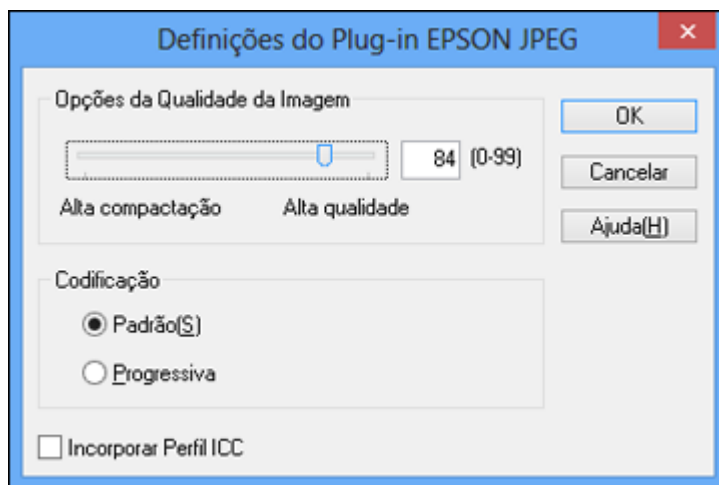 Definições do Plug-in EPSON JPEG
Opções da Qualidade da Imagem
84 (0-99)
Alta compactação Alta qualidade
OK
Cancelar
Ajuda(H)
Codificação
Padrão(S)
Progressiva
Incorporar Perfil ICC